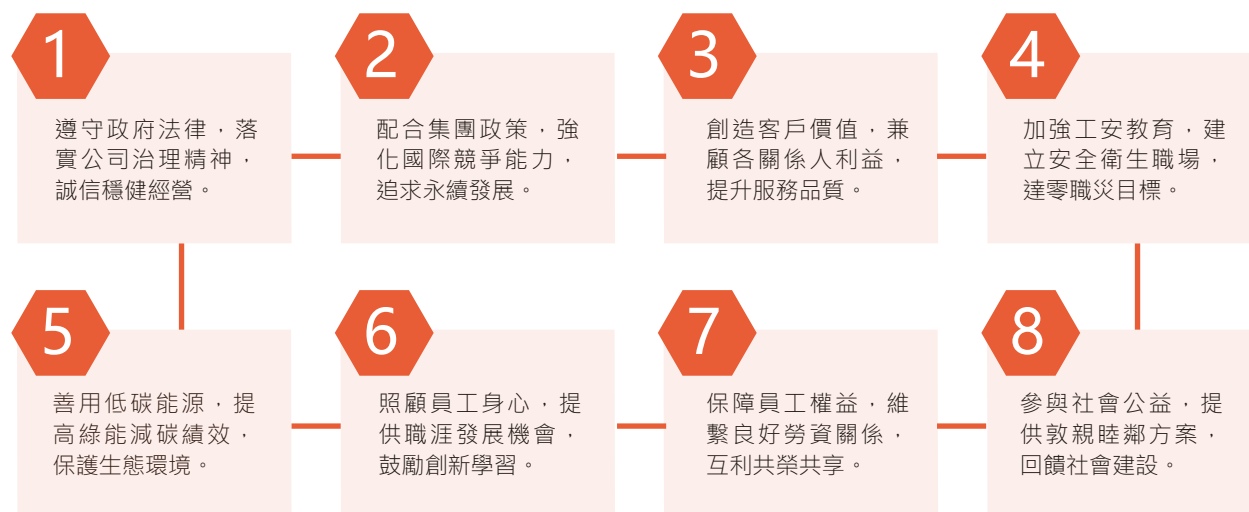 1
遵守政府法律，落
實公司治理精神，
誠信穩健經營。
2
配合集團政策，強
化國際競爭能力，
追求永續發展。
3
創造客戶價值，兼
顧各關係人利益，
提升服務品質。
4
加強工安教育，建
立安全衛生職場，
達零職災目標。
5
善用低碳能源，提
高綠能減碳績效，
保護生態環境。
6
照顧員工身心，提
供職涯發展機會，
鼓勵創新學習。
7
保障員工權益，維
繫良好勞資關係，
互利共榮共享。
8
參與社會公益，提
供敦親睦鄰方案，
回饋社會建設。